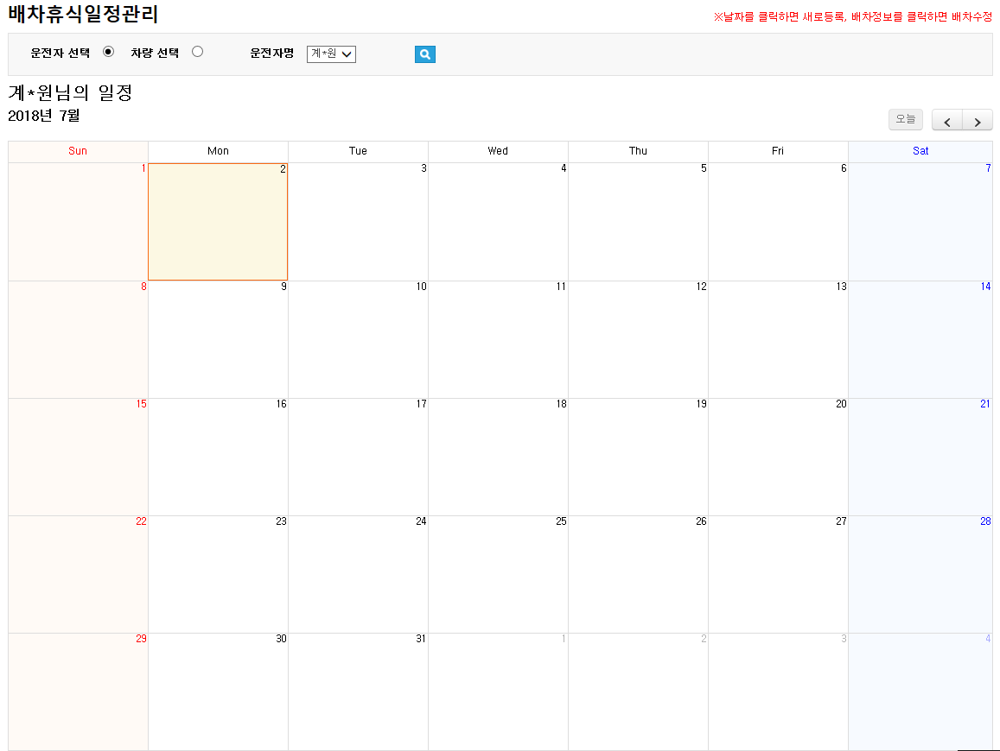 배차휴식일정관리
※날짜를 클릭하면 새로등록, 배차정보를 클릭하면 배차수정
운전자 선택 차량 선택 운전자명 계*원
계*원님의 일정
2018년 7월
오늘
Sun Mon Tue Wed Thu Fri Sat
1 2 3 4 5 6 7
8 9 10 11 12 13 14
15 16 17 18 19 20 21
22 23 24 25 26 27 28
29 30 31 1 2 3 4